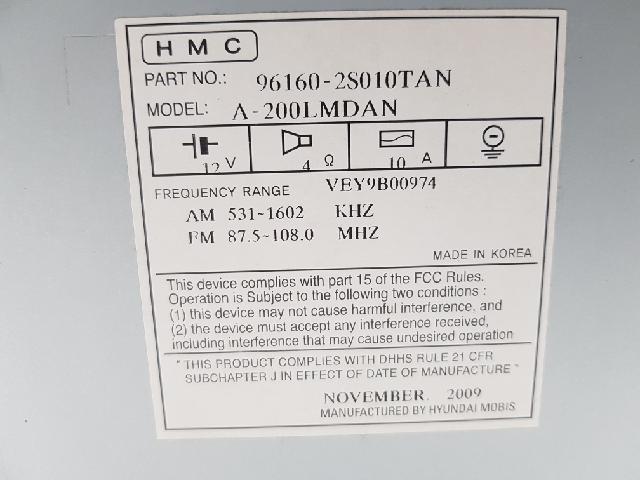 HMC
PART NO.: 96160-2S010TAN
MODEL: A-200LMDAN
12 V 4 Ω 10 A
FREQUENCY RANGE VEY9B00974
AM 531~1602 KHZ
FM 87.5~108.0 MHZ
MADE IN KOREA
This device complies with part 15 of the FCC Rules.
Operation is Subject to the following two conditions :
(1) this device may not cause harmful interference, and
(2) the device must accept any interference received,
including interference that may cause undesired operation
"THIS PRODUCT COMPLIES WITH DHHS RULE 21 CFR
SUBCHAPTER J IN EFFECT OF DATE OF MANUFACTURE"
NOVEMBER. 2009
MANUFACTURED BY HYUNDAI MOBIS